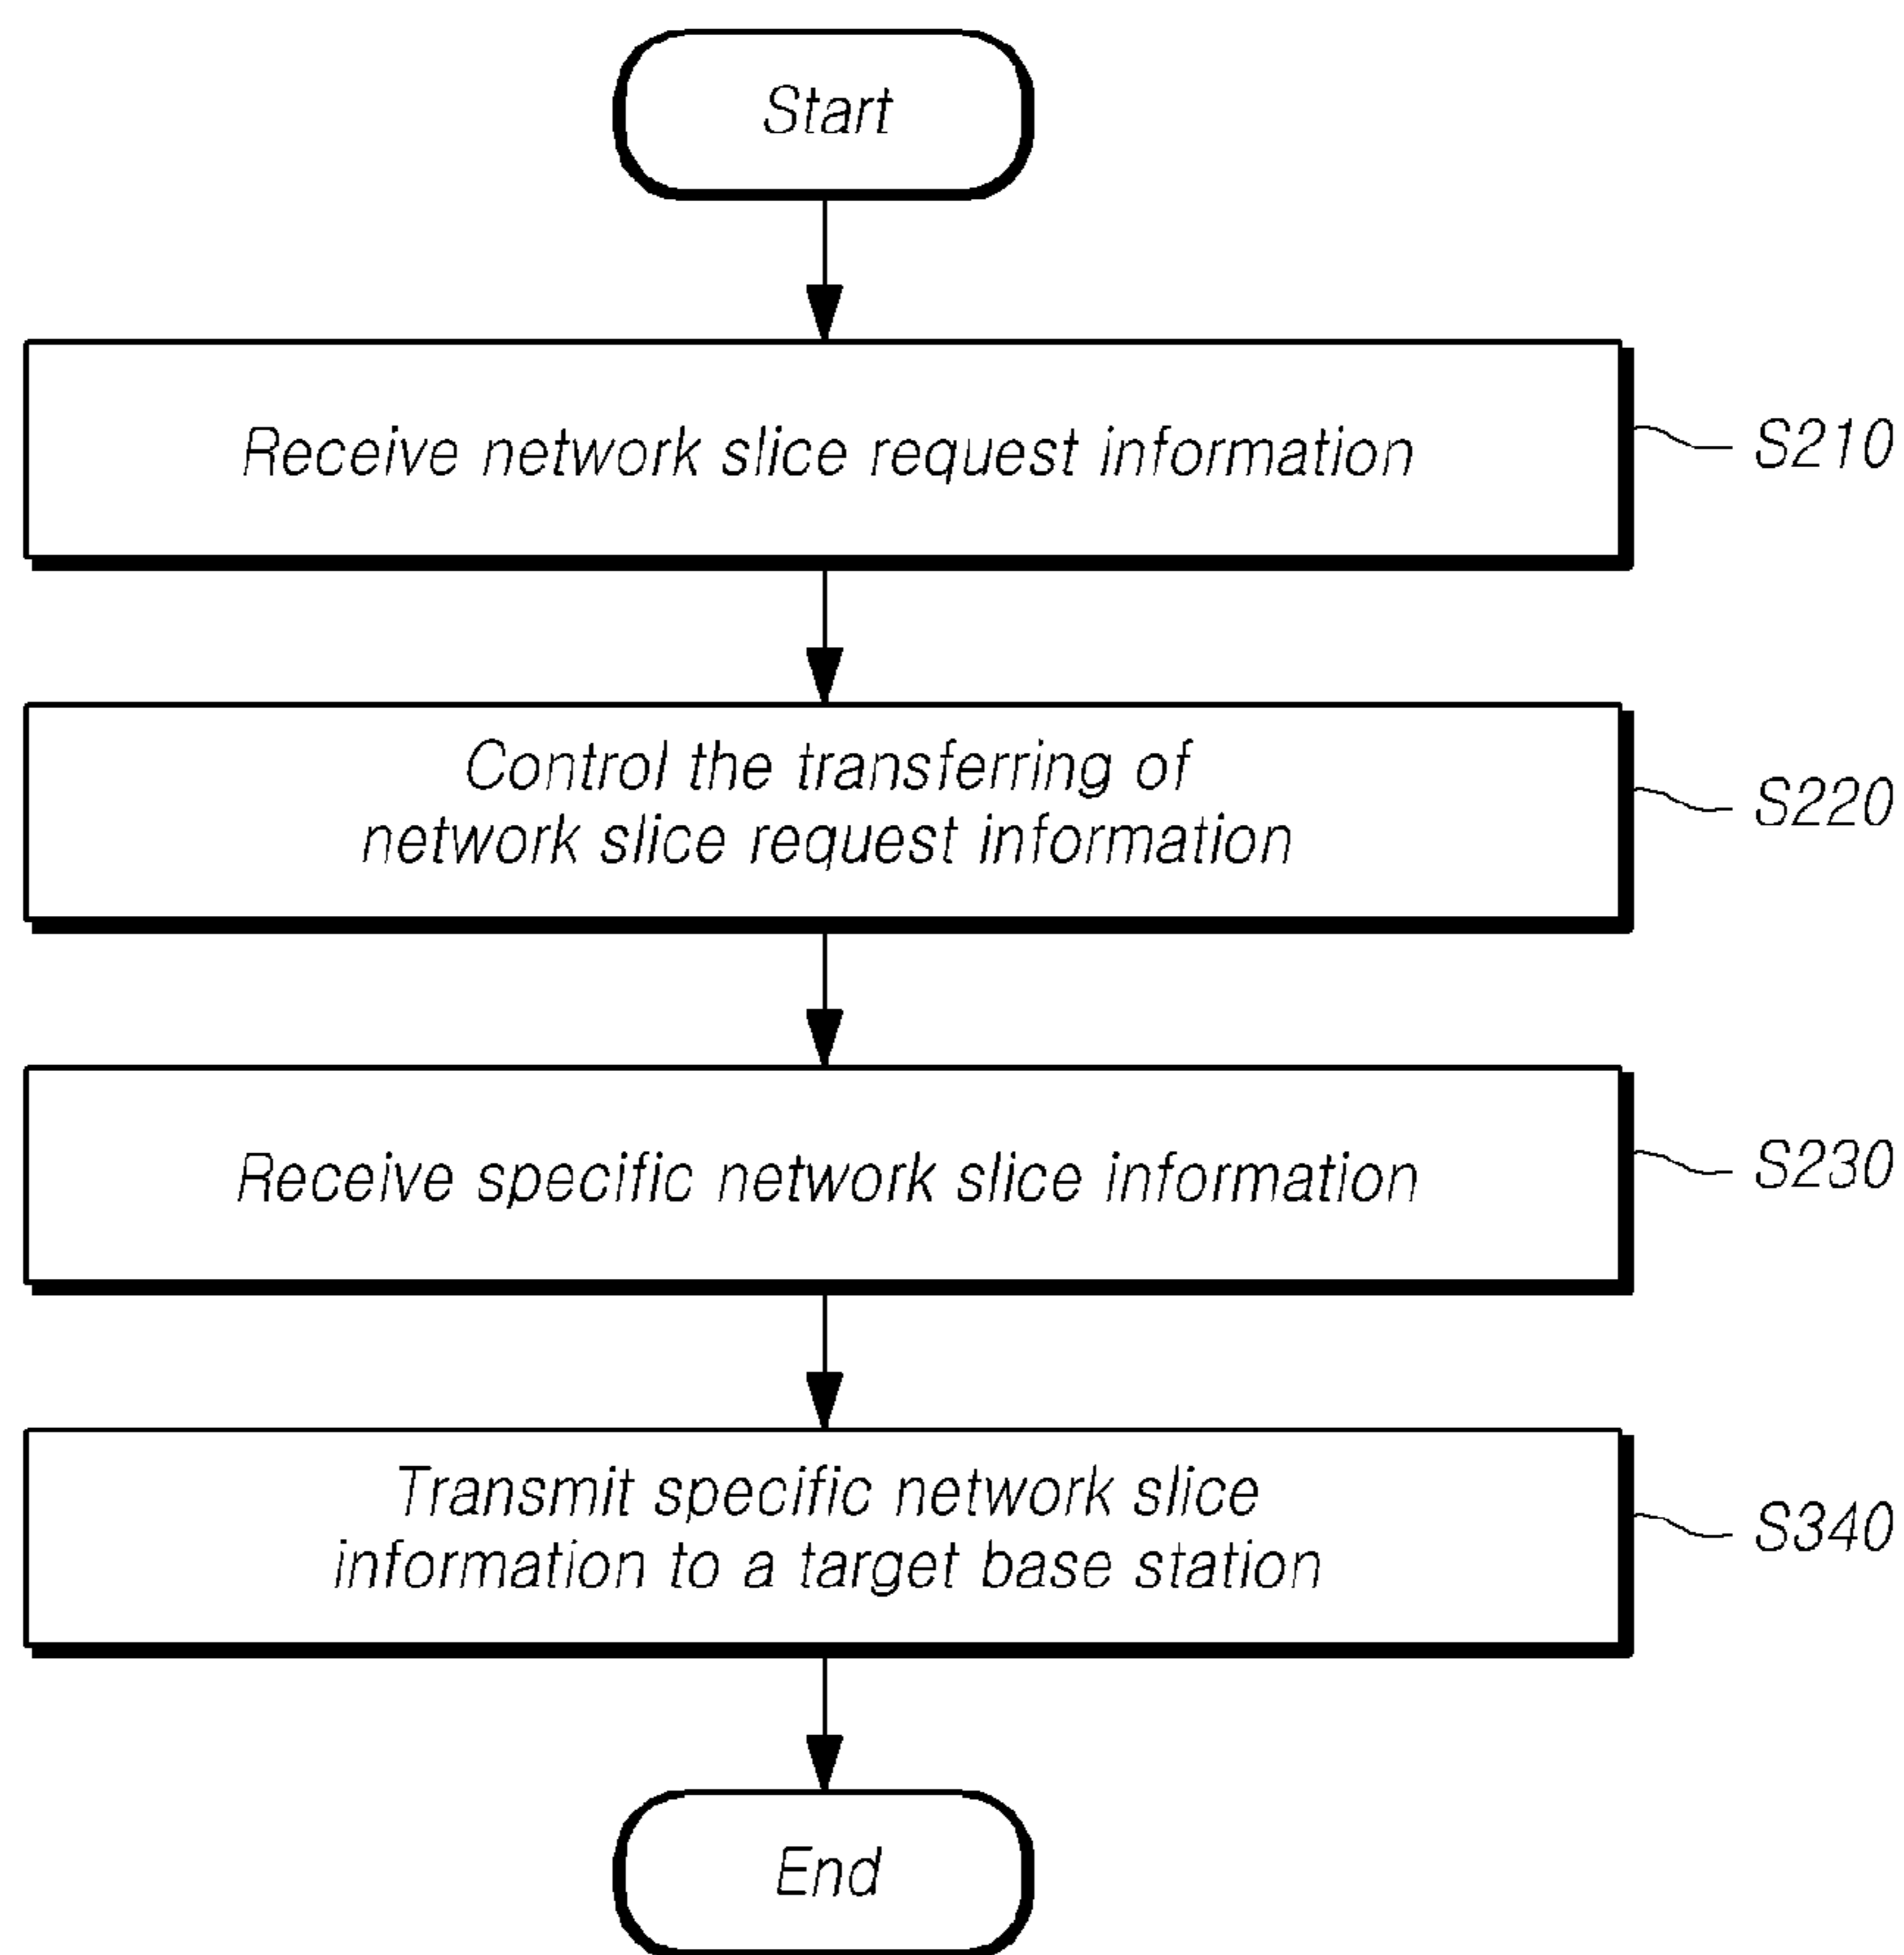 Start
Receive network slice request information
S210
Control the transferring of
network slice request information
S220
Receive specific network slice information
S230
Transmit specific network slice
information to a target base station
S340
End